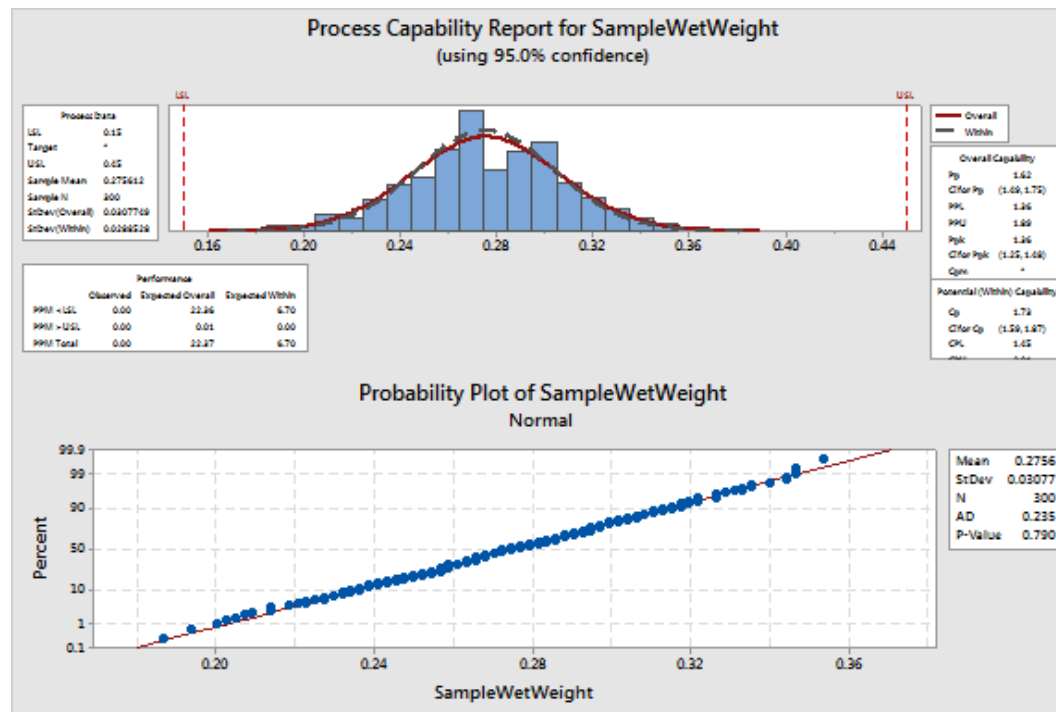 Process Capability Report for SampleWetWeight
(using 95.0% confidence)
LSL USL
Process Data
LSL 0.15
Target *
USL 0.45
Sample Mean 0.275612
Sample N 300
StDev(Overall) 0.0307749
StDev(Within) 0.0288528
Overall
Within
Overall Capability
Pp 1.62
CI for Pp (1.49, 1.75)
PPL 1.36
PPU 1.89
Ppk 1.36
CI for Ppk (1.25, 1.48)
Cpm *
Potential (Within) Capability
Cp 1.73
CI for Cp (1.59, 1.87)
CPL 1.45
0.16 0.20 0.24 0.28 0.32 0.36 0.40 0.44
Performance
Observed Expected Overall Expected Within
PPM < LSL 0.00 22.36 6.70
PPM > USL 0.00 0.01 0.00
PPM Total 0.00 22.37 6.70
Probability Plot of SampleWetWeight
Normal
99.9
99
90
50
10
1
0.1
Percent
0.20 0.24 0.28 0.32 0.36
SampleWetWeight
Mean 0.2756
StDev 0.03077
N 300
AD 0.235
P-Value 0.790